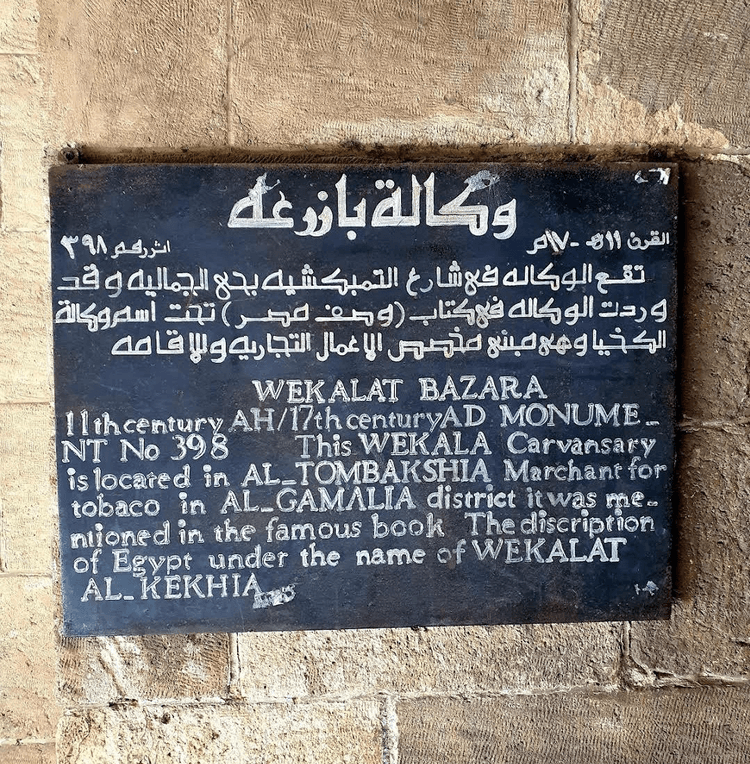 وكالة بازرعه
القرن ١١هـ - ١٧م اثر رقم ٣٩٨
تقع الوكاله فى شارع التمبكشيه بحى الجماليه وقد
وردت الوكاله فى كتاب (وصف مصر) تحت اسم وكالة
الكخيا وهى مبنى مخصص الاعمال التجاريه وللاقامه
WEKALAT BAZARA
11th century AH/17th century AD MONUME_
NT No 398 This WEKALA Carvansary
is located in AL_TOMBAKSHIA Marchant for
tobaco in AL_GAMALIA district it was me_
ntioned in the famous book The discription
of Egypt under the name of WEKALAT
AL_KEKHIA